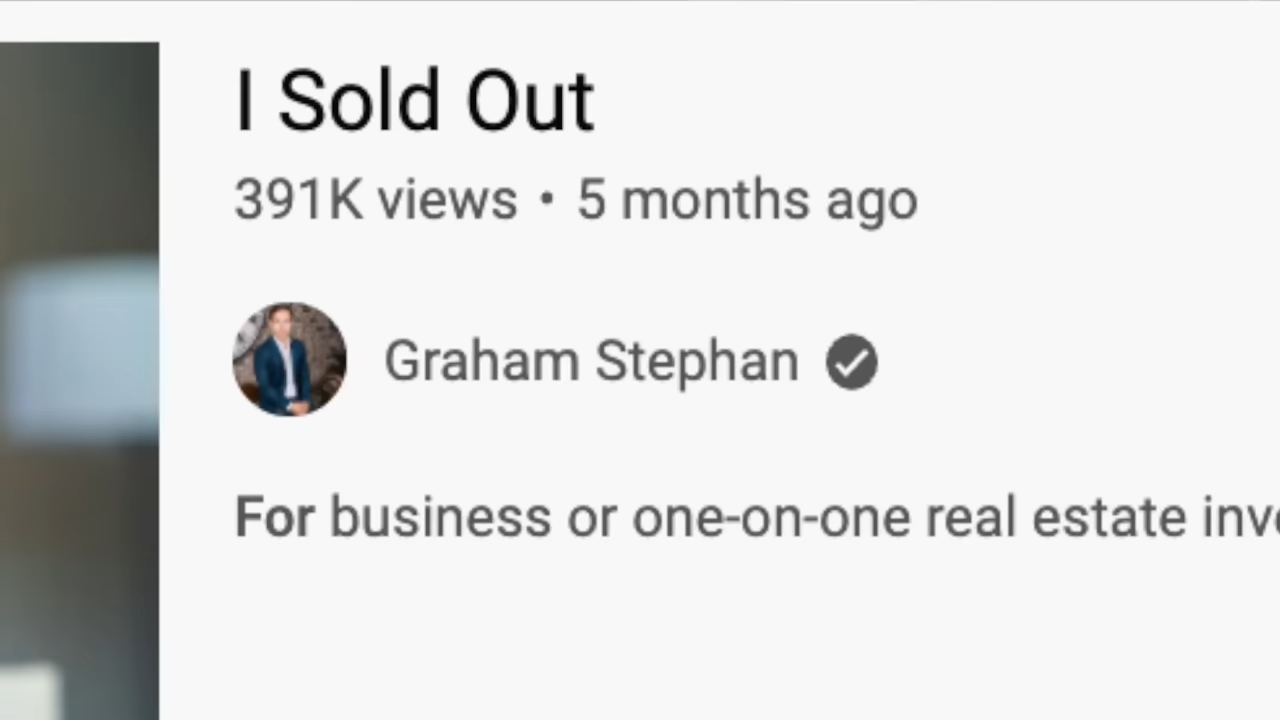 I Sold Out
391K views • 5 months ago
Graham Stephan
For business or one-on-one real estate